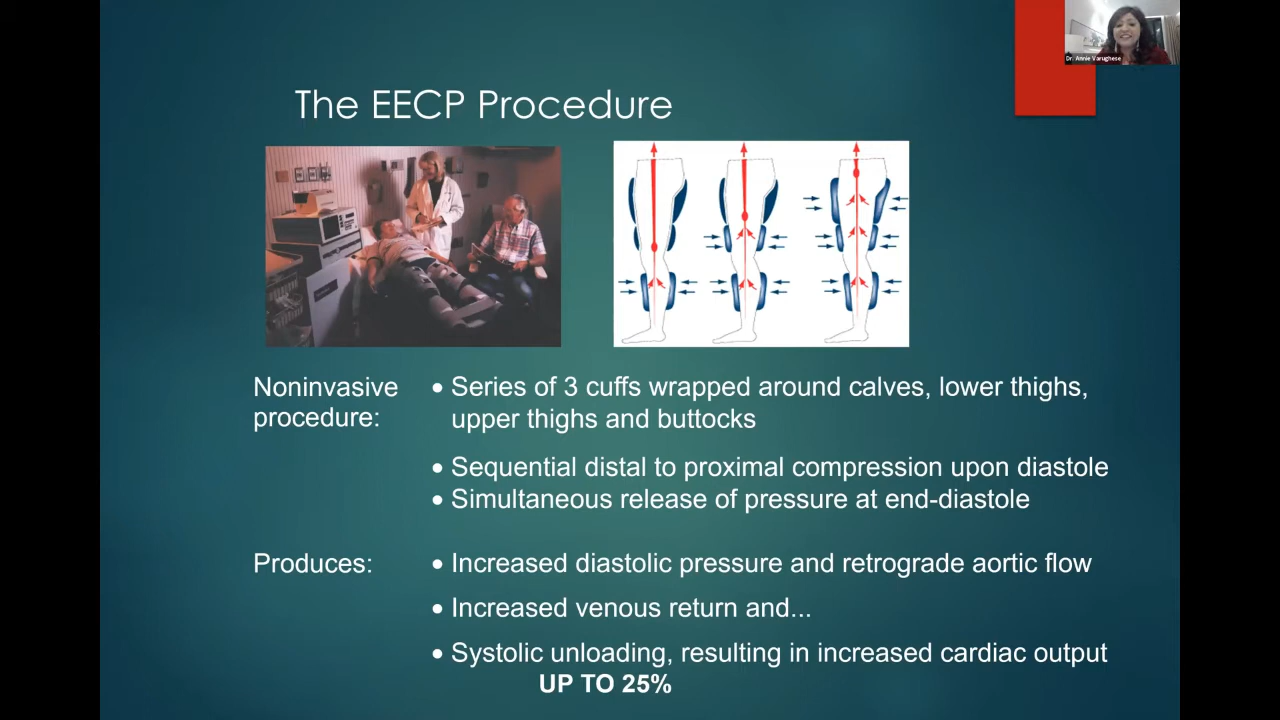 Dr. Annie Varughese
The EECP Procedure
Noninvasive
procedure:
• Series of 3 cuffs wrapped around calves, lower thighs,
upper thighs and buttocks
• Sequential distal to proximal compression upon diastole
• Simultaneous release of pressure at end-diastole
Produces:
• Increased diastolic pressure and retrograde aortic flow
• Increased venous return and...
• Systolic unloading, resulting in increased cardiac output
UP TO 25%